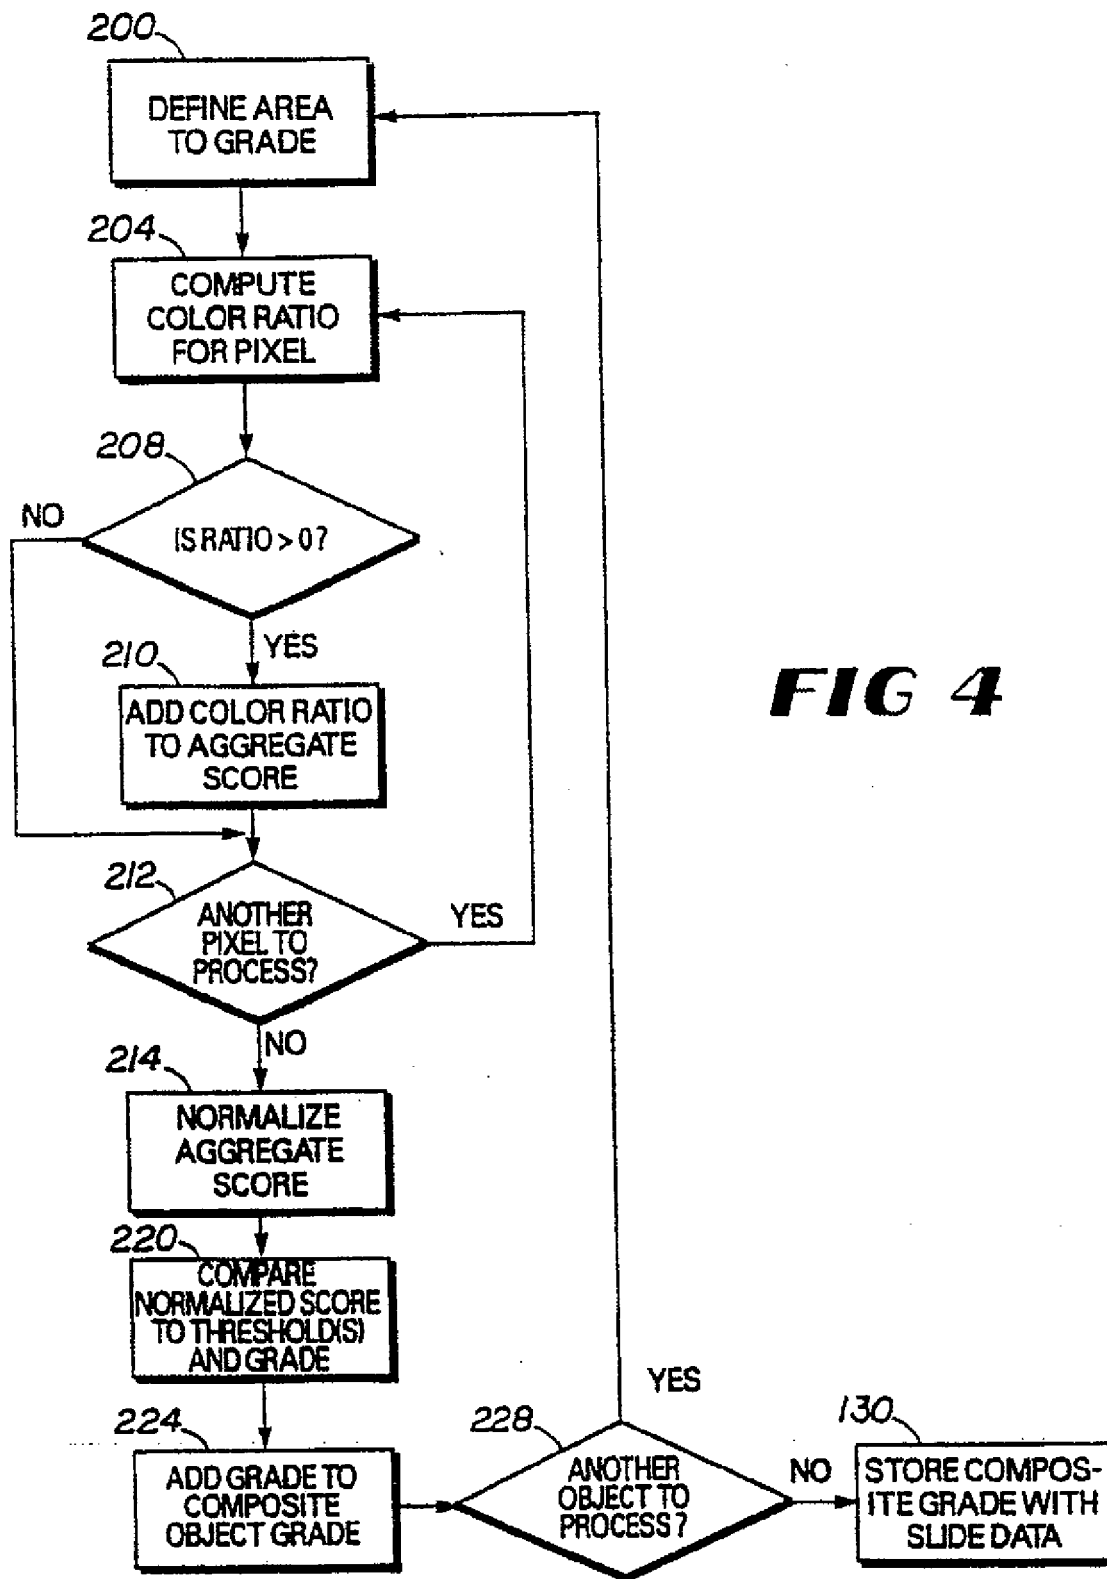 200
DEFINE AREA
TO GRADE
204
COMPUTE
COLOR RATIO
FOR PIXEL
208
NO
IS RATIO > 0?
YES
210
ADD COLOR RATIO
TO AGGREGATE
SCORE
FIG 4
212
ANOTHER
PIXEL TO
PROCESS?
YES
NO
214
NORMALIZE
AGGREGATE
SCORE
220
COMPARE
NORMALIZED SCORE
TO THRESHOLD(S)
AND GRADE
224
ADD GRADE TO
COMPOSITE
OBJECT GRADE
YES
228
ANOTHER
OBJECT TO
PROCESS?
NO
130
STORE COMPOS-
ITE GRADE WITH
SLIDE DATA